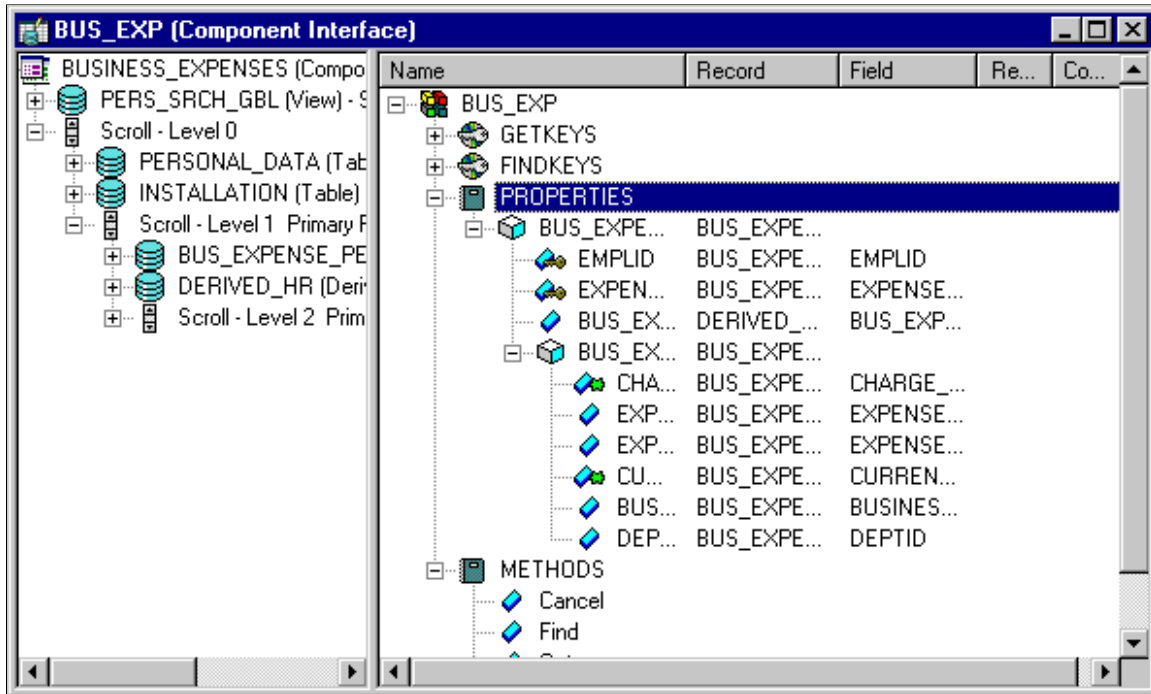 BUS_EXP (Component Interface)
BUSINESS_EXPENSES (Compo
PERS_SRCH_GBL (View) - S
Scroll - Level 0
PERSONAL_DATA (Tab
INSTALLATION (Table)
Scroll - Level 1 Primary R
BUS_EXPENSE_PE
DERIVED_HR (Deri
Scroll - Level 2 Prim
Name Record Field Re... Co...
BUS_EXP
GETKEYS
FINDKEYS
PROPERTIES
BUS_EXPE... BUS_EXPE...
EMPLID BUS_EXPE... EMPLID
EXPEN... BUS_EXPE... EXPENSE...
BUS_EX... DERIVED_... BUS_EXP...
BUS_EX... BUS_EXPE...
CHA... BUS_EXPE... CHARGE_...
EXP... BUS_EXPE... EXPENSE...
EXP... BUS_EXPE... EXPENSE...
CU... BUS_EXPE... CURREN...
BUS... BUS_EXPE... BUSINES...
DEP... BUS_EXPE... DEPTID
METHODS
Cancel
Find